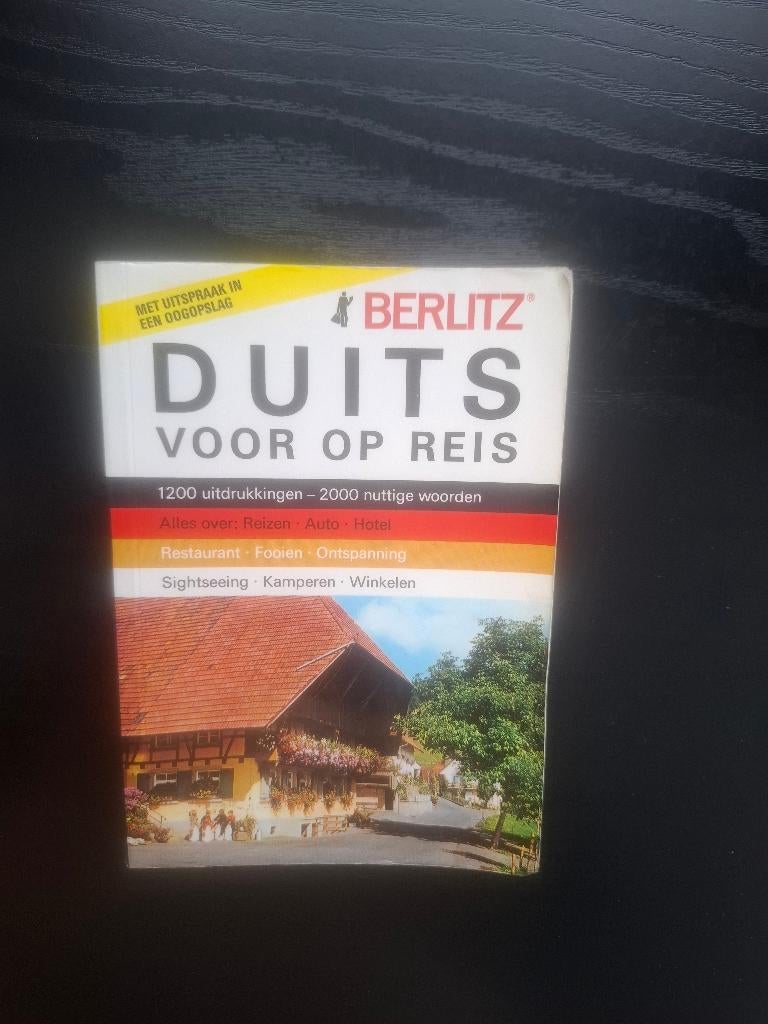 MET UITSPRAAK IN
EEN OOGOPSLAG
BERLITZ®
DUITS
VOOR OP REIS
1200 uitdrukkingen – 2000 nuttige woorden
Alles over: Reizen · Auto · Hotel
Restaurant · Fooien · Ontspanning
Sightseeing · Kamperen · Winkelen